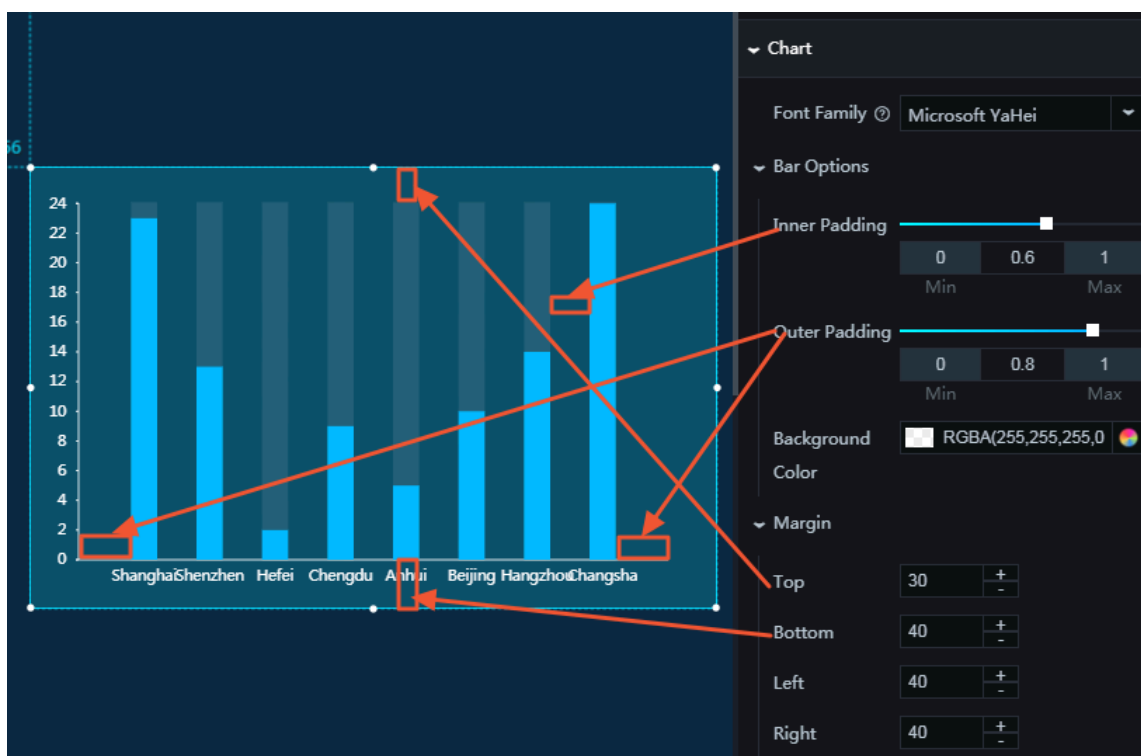 56
24
22
20
18
16
14
12
10
8
6
4
2
0
Shanghai Shenzhen Hefei Chengdu Anhui Beijing Hangzhou Changsha
Chart
Font Family ? Microsoft YaHei
Bar Options
Inner Padding
0 0.6 1
Min Max
Outer Padding
0 0.8 1
Min Max
Background RGBA(255,255,255,0
Color
Margin
Top 30 + -
Bottom 40 + -
Left 40 + -
Right 40 + -